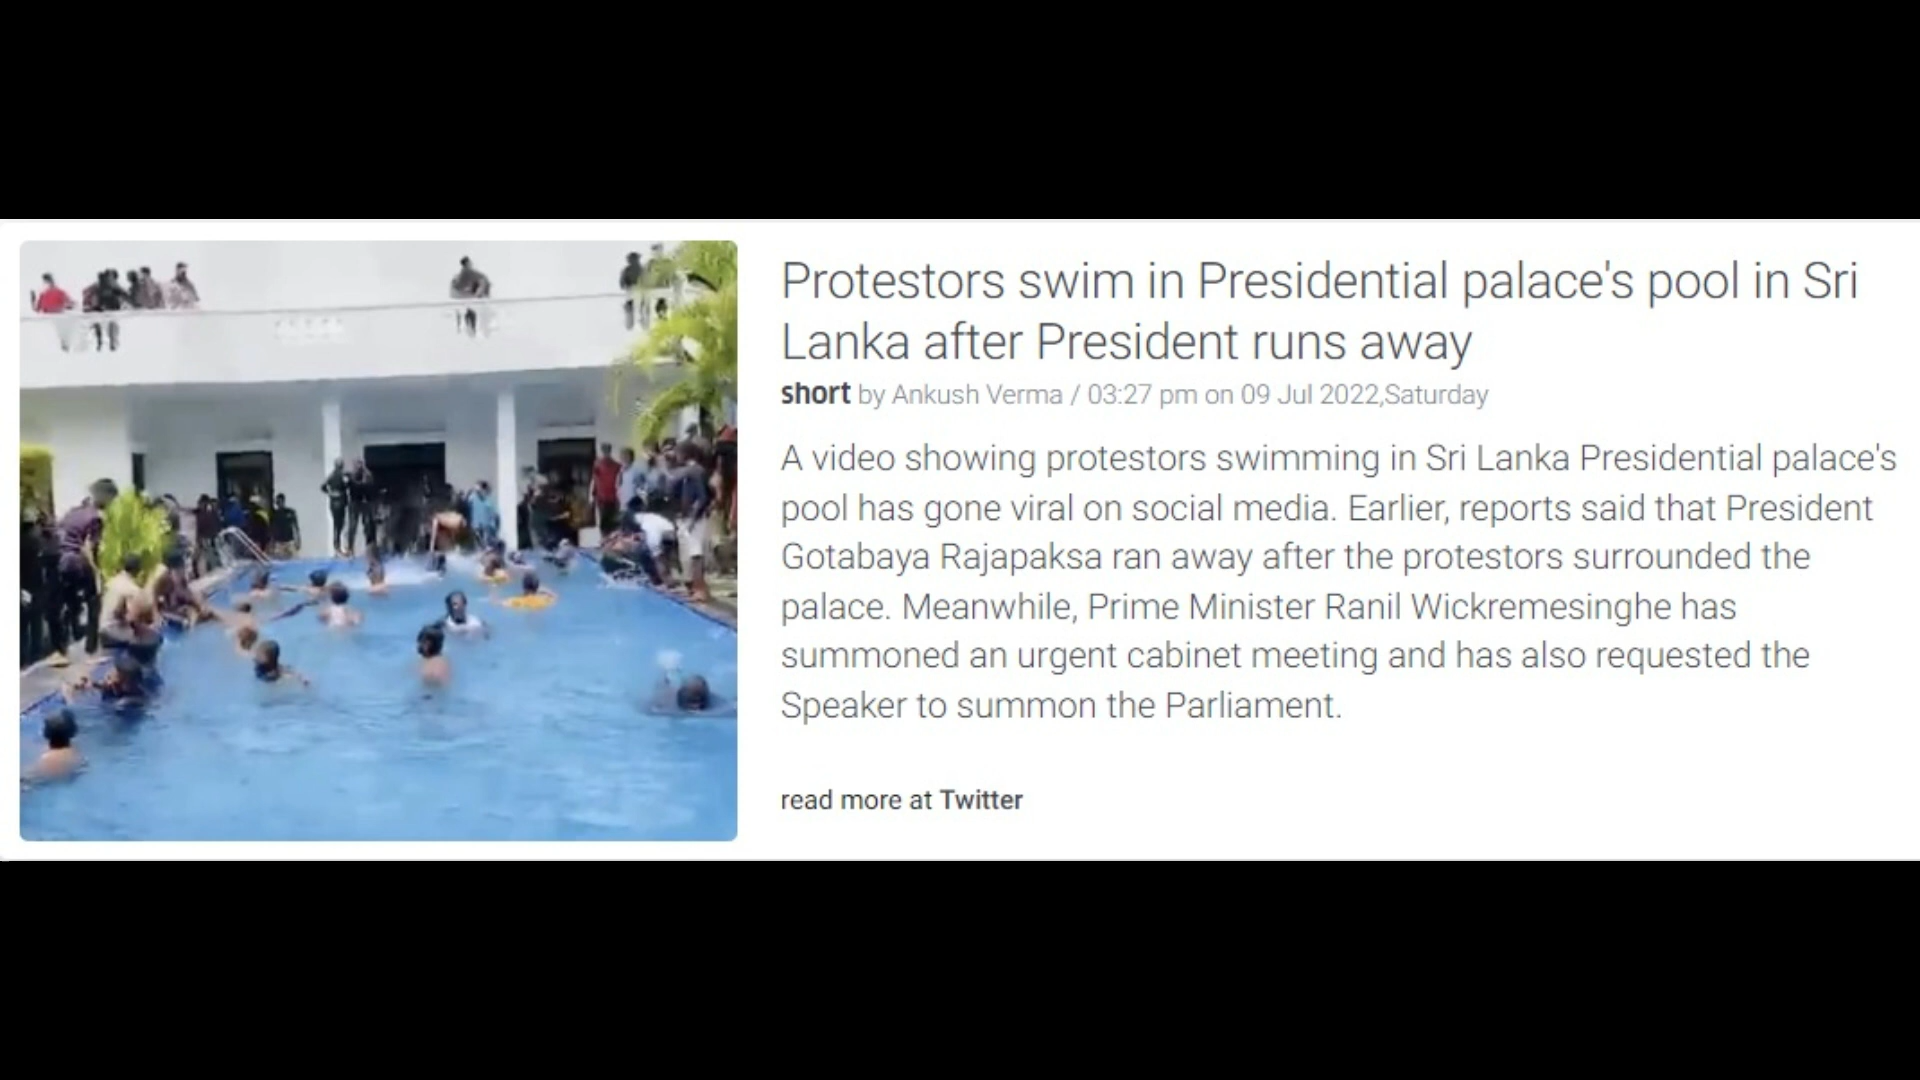 Protestors swim in Presidential palace's pool in Sri
Lanka after President runs away
short by Ankush Verma / 03:27 pm on 09 Jul 2022,Saturday
A video showing protestors swimming in Sri Lanka Presidential palace's
pool has gone viral on social media. Earlier, reports said that President
Gotabaya Rajapaksa ran away after the protestors surrounded the
palace. Meanwhile, Prime Minister Ranil Wickremesinghe has
summoned an urgent cabinet meeting and has also requested the
Speaker to summon the Parliament.
read more at Twitter